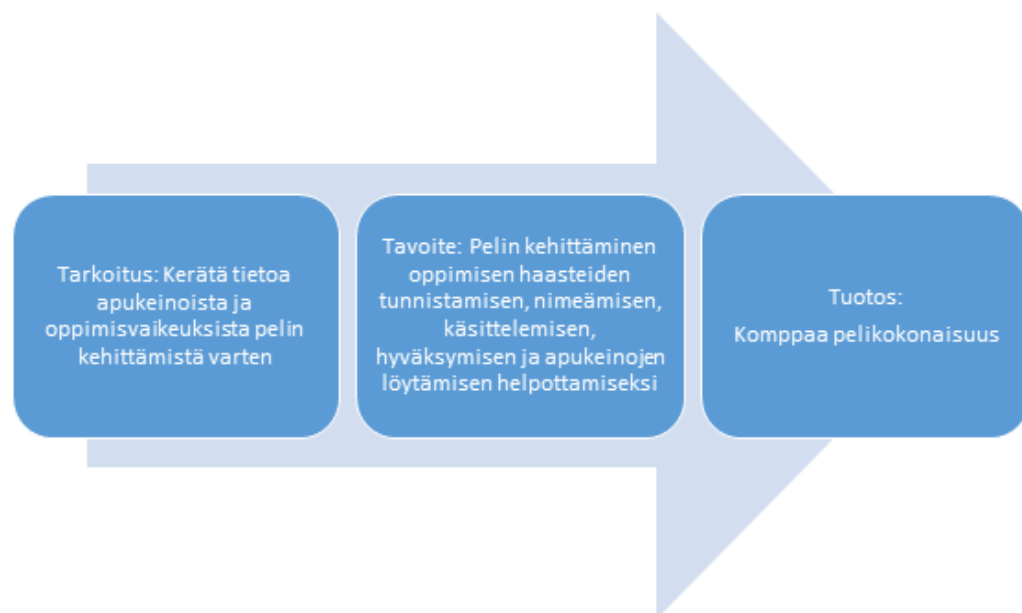 Tarkoitus: Kerätä tietoa
apukeinoista ja
oppimisvaikeuksista pelin
kehittämistä varten
Tavoite: Pelin kehittäminen
oppimisen haasteiden
tunnistamisen, nimeämisen,
käsittelemisen,
hyväksymisen ja apukeinojen
löytämisen helpottamiseksi
Tuotos:
Komppaa pelikokonaisuus